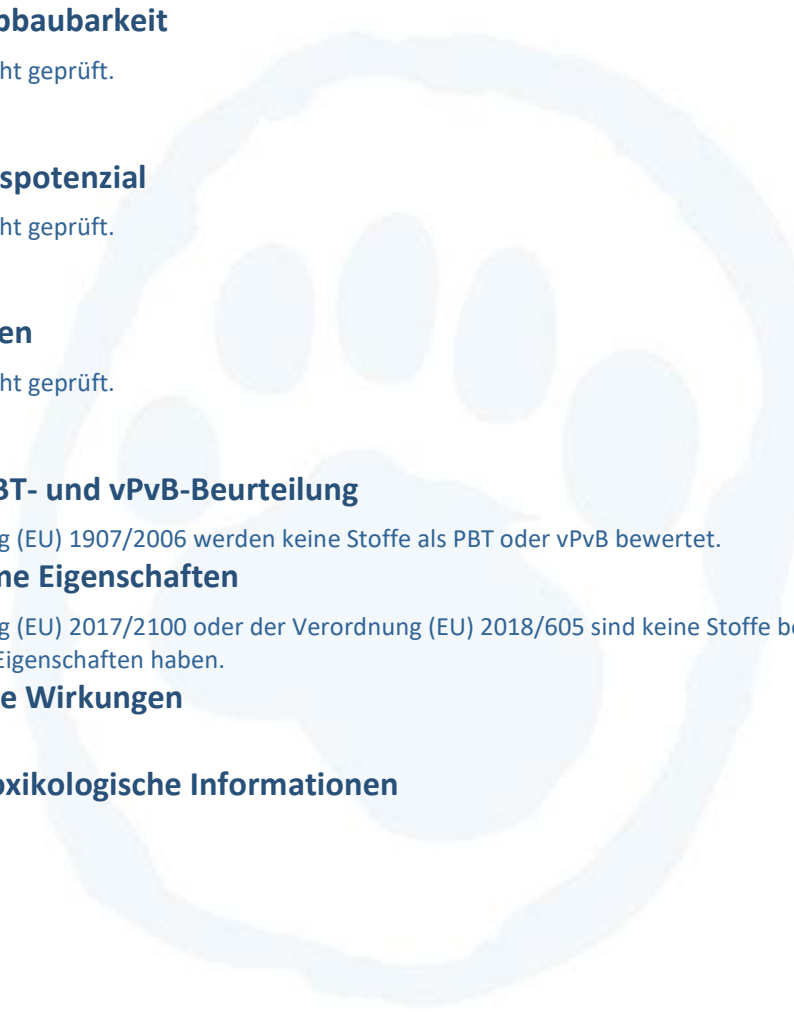 bbaubarkeit
ht geprüft.
spotenzial
ht geprüft.
en
ht geprüft.
BT- und vPvB-Beurteilung
g (EU) 1907/2006 werden keine Stoffe als PBT oder vPvB bewertet.
ne Eigenschaften
g (EU) 2017/2100 oder der Verordnung (EU) 2018/605 sind keine Stoffe be
Eigenschaften haben.
e Wirkungen
oxikologische Informationen